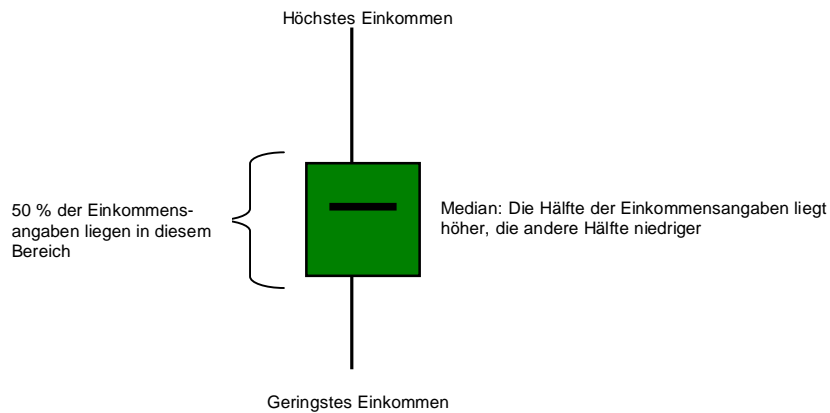 Höchstes Einkommen
50 % der Einkommens-
angaben liegen in diesem
Bereich
Median: Die Hälfte der Einkommensangaben liegt
höher, die andere Hälfte niedriger
Geringstes Einkommen